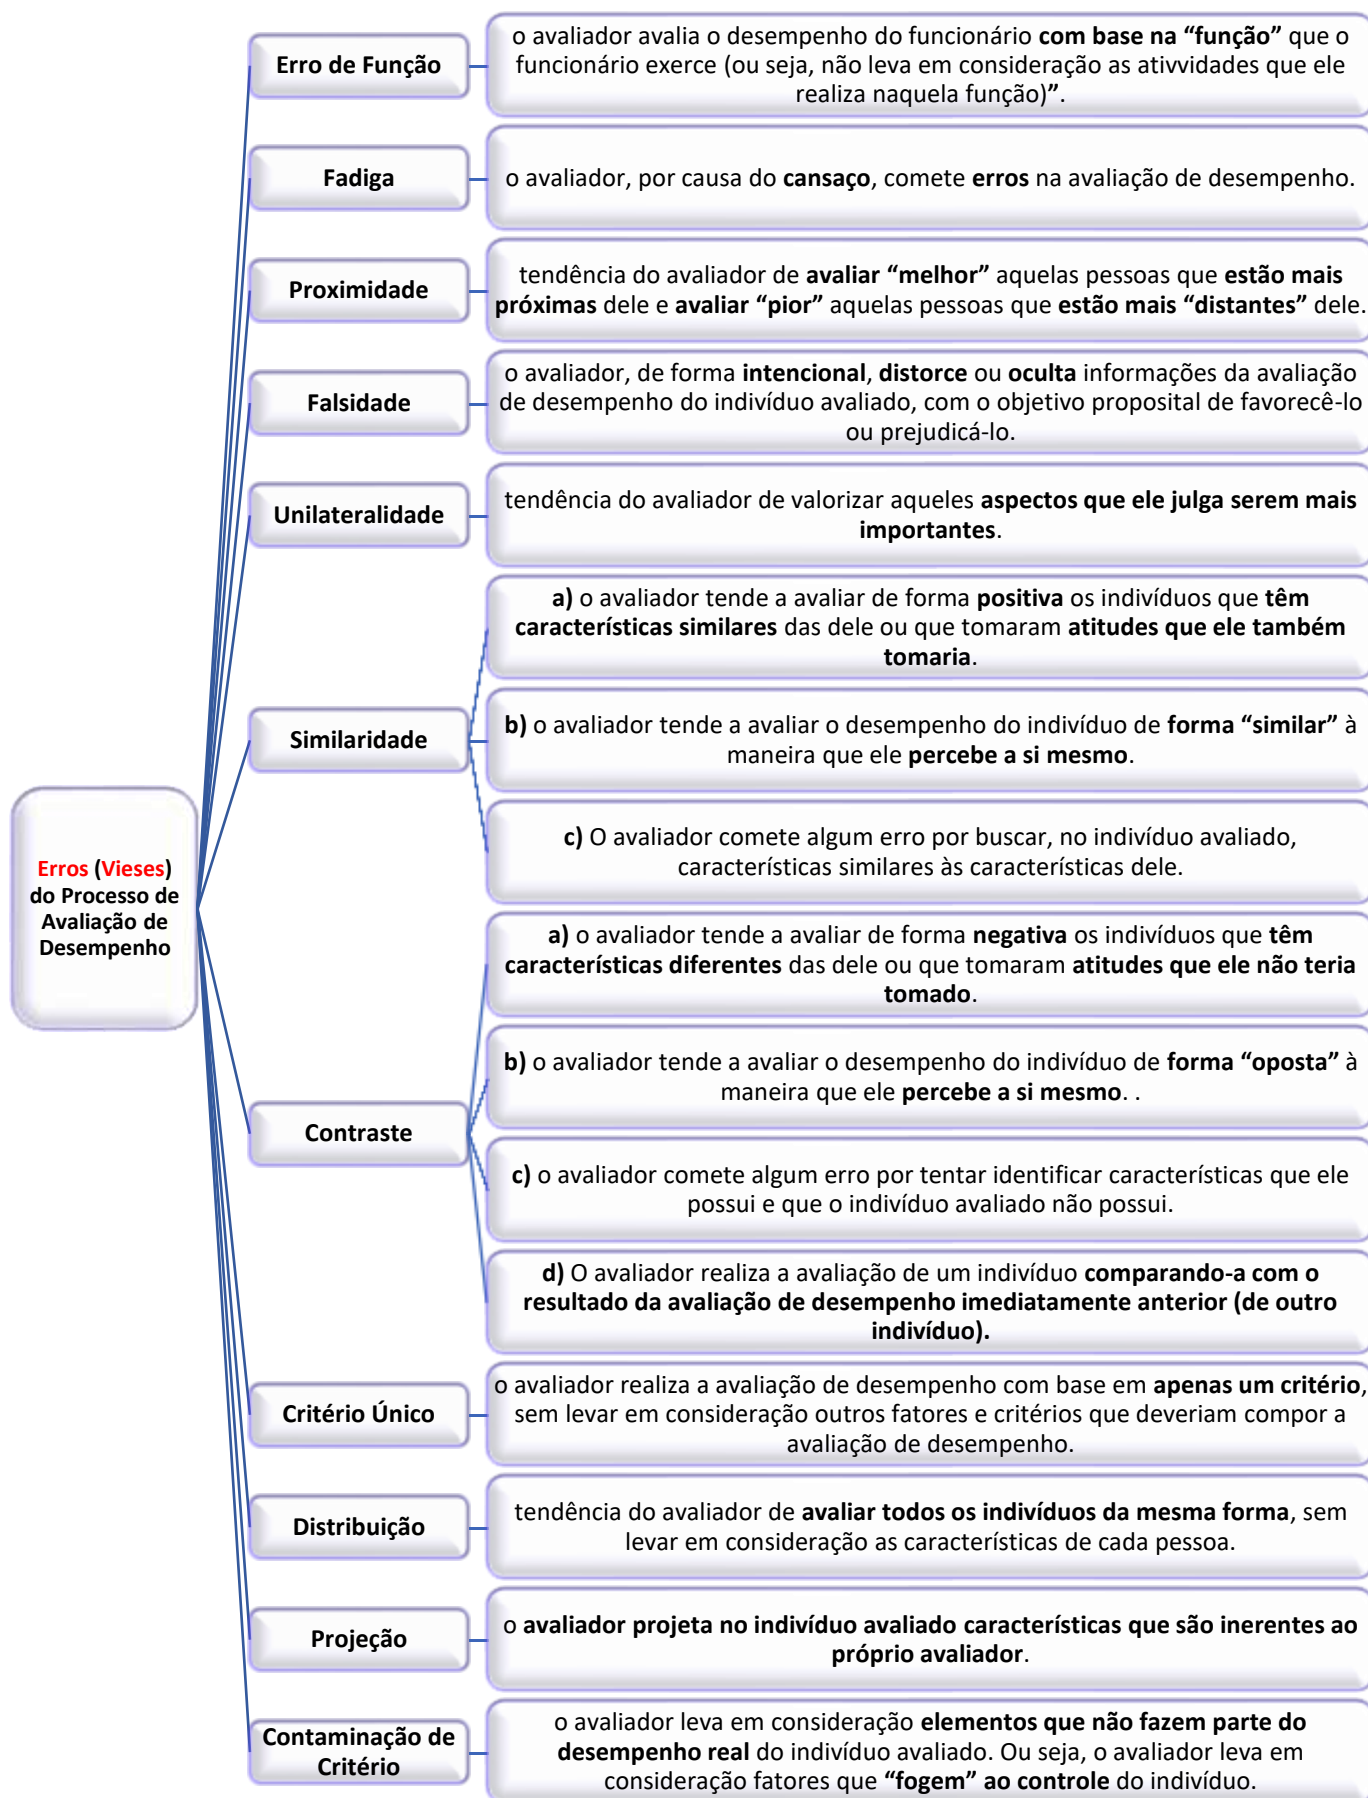 Erros (Vieses)
do Processo de
Avaliação de
Desempenho
Erro de Função
o avaliador avalia o desempenho do funcionário com base na “função” que o
funcionário exerce (ou seja, não leva em consideração as ativvidades que ele
realiza naquela função)”.
Fadiga
o avaliador, por causa do cansaço, comete erros na avaliação de desempenho.
Proximidade
tendência do avaliador de avaliar “melhor” aquelas pessoas que estão mais
próximas dele e avaliar “pior” aquelas pessoas que estão mais “distantes” dele.
Falsidade
o avaliador, de forma intencional, distorce ou oculta informações da avaliação
de desempenho do indivíduo avaliado, com o objetivo proposital de favorecê-lo
ou prejudicá-lo.
Unilateralidade
tendência do avaliador de valorizar aqueles aspectos que ele julga serem mais
importantes.
Similaridade
a) o avaliador tende a avaliar de forma positiva os indivíduos que têm
características similares das dele ou que tomaram atitudes que ele também
tomaria.
b) o avaliador tende a avaliar o desempenho do indivíduo de forma “similar” à
maneira que ele percebe a si mesmo.
c) O avaliador comete algum erro por buscar, no indivíduo avaliado,
características similares às características dele.
Contraste
a) o avaliador tende a avaliar de forma negativa os indivíduos que têm
características diferentes das dele ou que tomaram atitudes que ele não teria
tomado.
b) o avaliador tende a avaliar o desempenho do indivíduo de forma “oposta” à
maneira que ele percebe a si mesmo. .
c) o avaliador comete algum erro por tentar identificar características que ele
possui e que o indivíduo avaliado não possui.
d) O avaliador realiza a avaliação de um indivíduo comparando-a com o
resultado da avaliação de desempenho imediatamente anterior (de outro
indivíduo).
Critério Único
o avaliador realiza a avaliação de desempenho com base em apenas um critério,
sem levar em consideração outros fatores e critérios que deveriam compor a
avaliação de desempenho.
Distribuição
tendência do avaliador de avaliar todos os indivíduos da mesma forma, sem
levar em consideração as características de cada pessoa.
Projeção
o avaliador projeta no indivíduo avaliado características que são inerentes ao
próprio avaliador.
Contaminação de
Critério
o avaliador leva em consideração elementos que não fazem parte do
desempenho real do indivíduo avaliado. Ou seja, o avaliador leva em
consideração fatores que “fogem” ao controle do indivíduo.